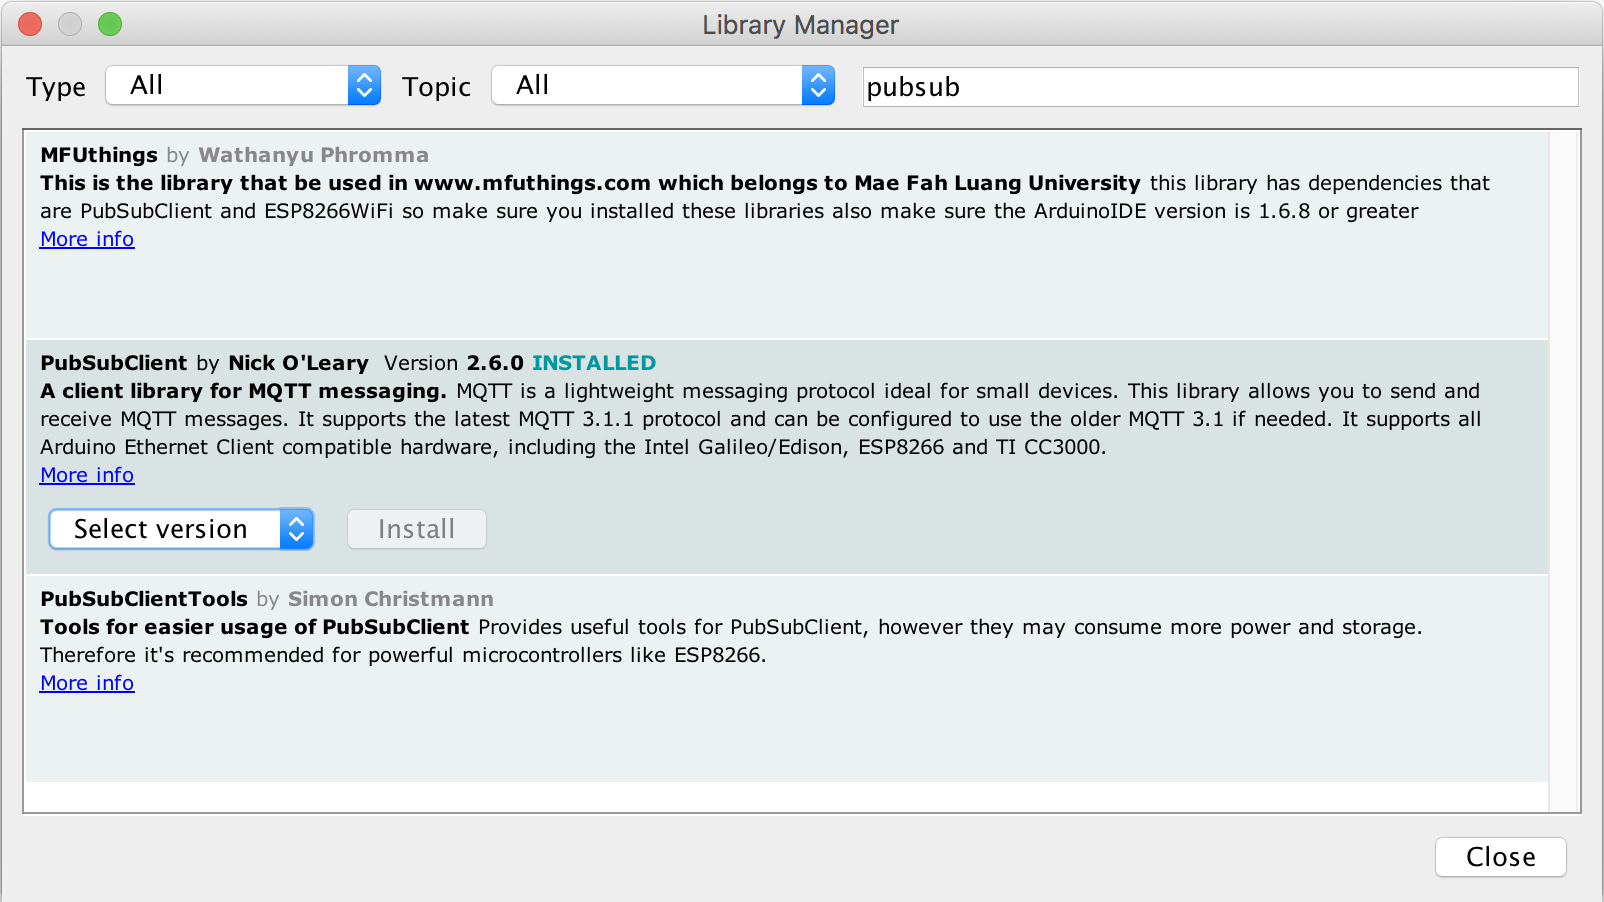 Library Manager
Type All Topic All pubsub
MFUthings by Wathanyu Phromma
This is the library that be used in www.mfuthings.com which belongs to Mae Fah Luang University this library has dependencies that
are PubSubClient and ESP8266WiFi so make sure you installed these libraries also make sure the ArduinoIDE version is 1.6.8 or greater
More info
PubSubClient by Nick O'Leary Version 2.6.0 INSTALLED
A client library for MQTT messaging. MQTT is a lightweight messaging protocol ideal for small devices. This library allows you to send and
receive MQTT messages. It supports the latest MQTT 3.1.1 protocol and can be configured to use the older MQTT 3.1 if needed. It supports all
Arduino Ethernet Client compatible hardware, including the Intel Galileo/Edison, ESP8266 and TI CC3000.
More info
Select version Install
PubSubClientTools by Simon Christmann
Tools for easier usage of PubSubClient Provides useful tools for PubSubClient, however they may consume more power and storage.
Therefore it's recommended for powerful microcontrollers like ESP8266.
More info
Close